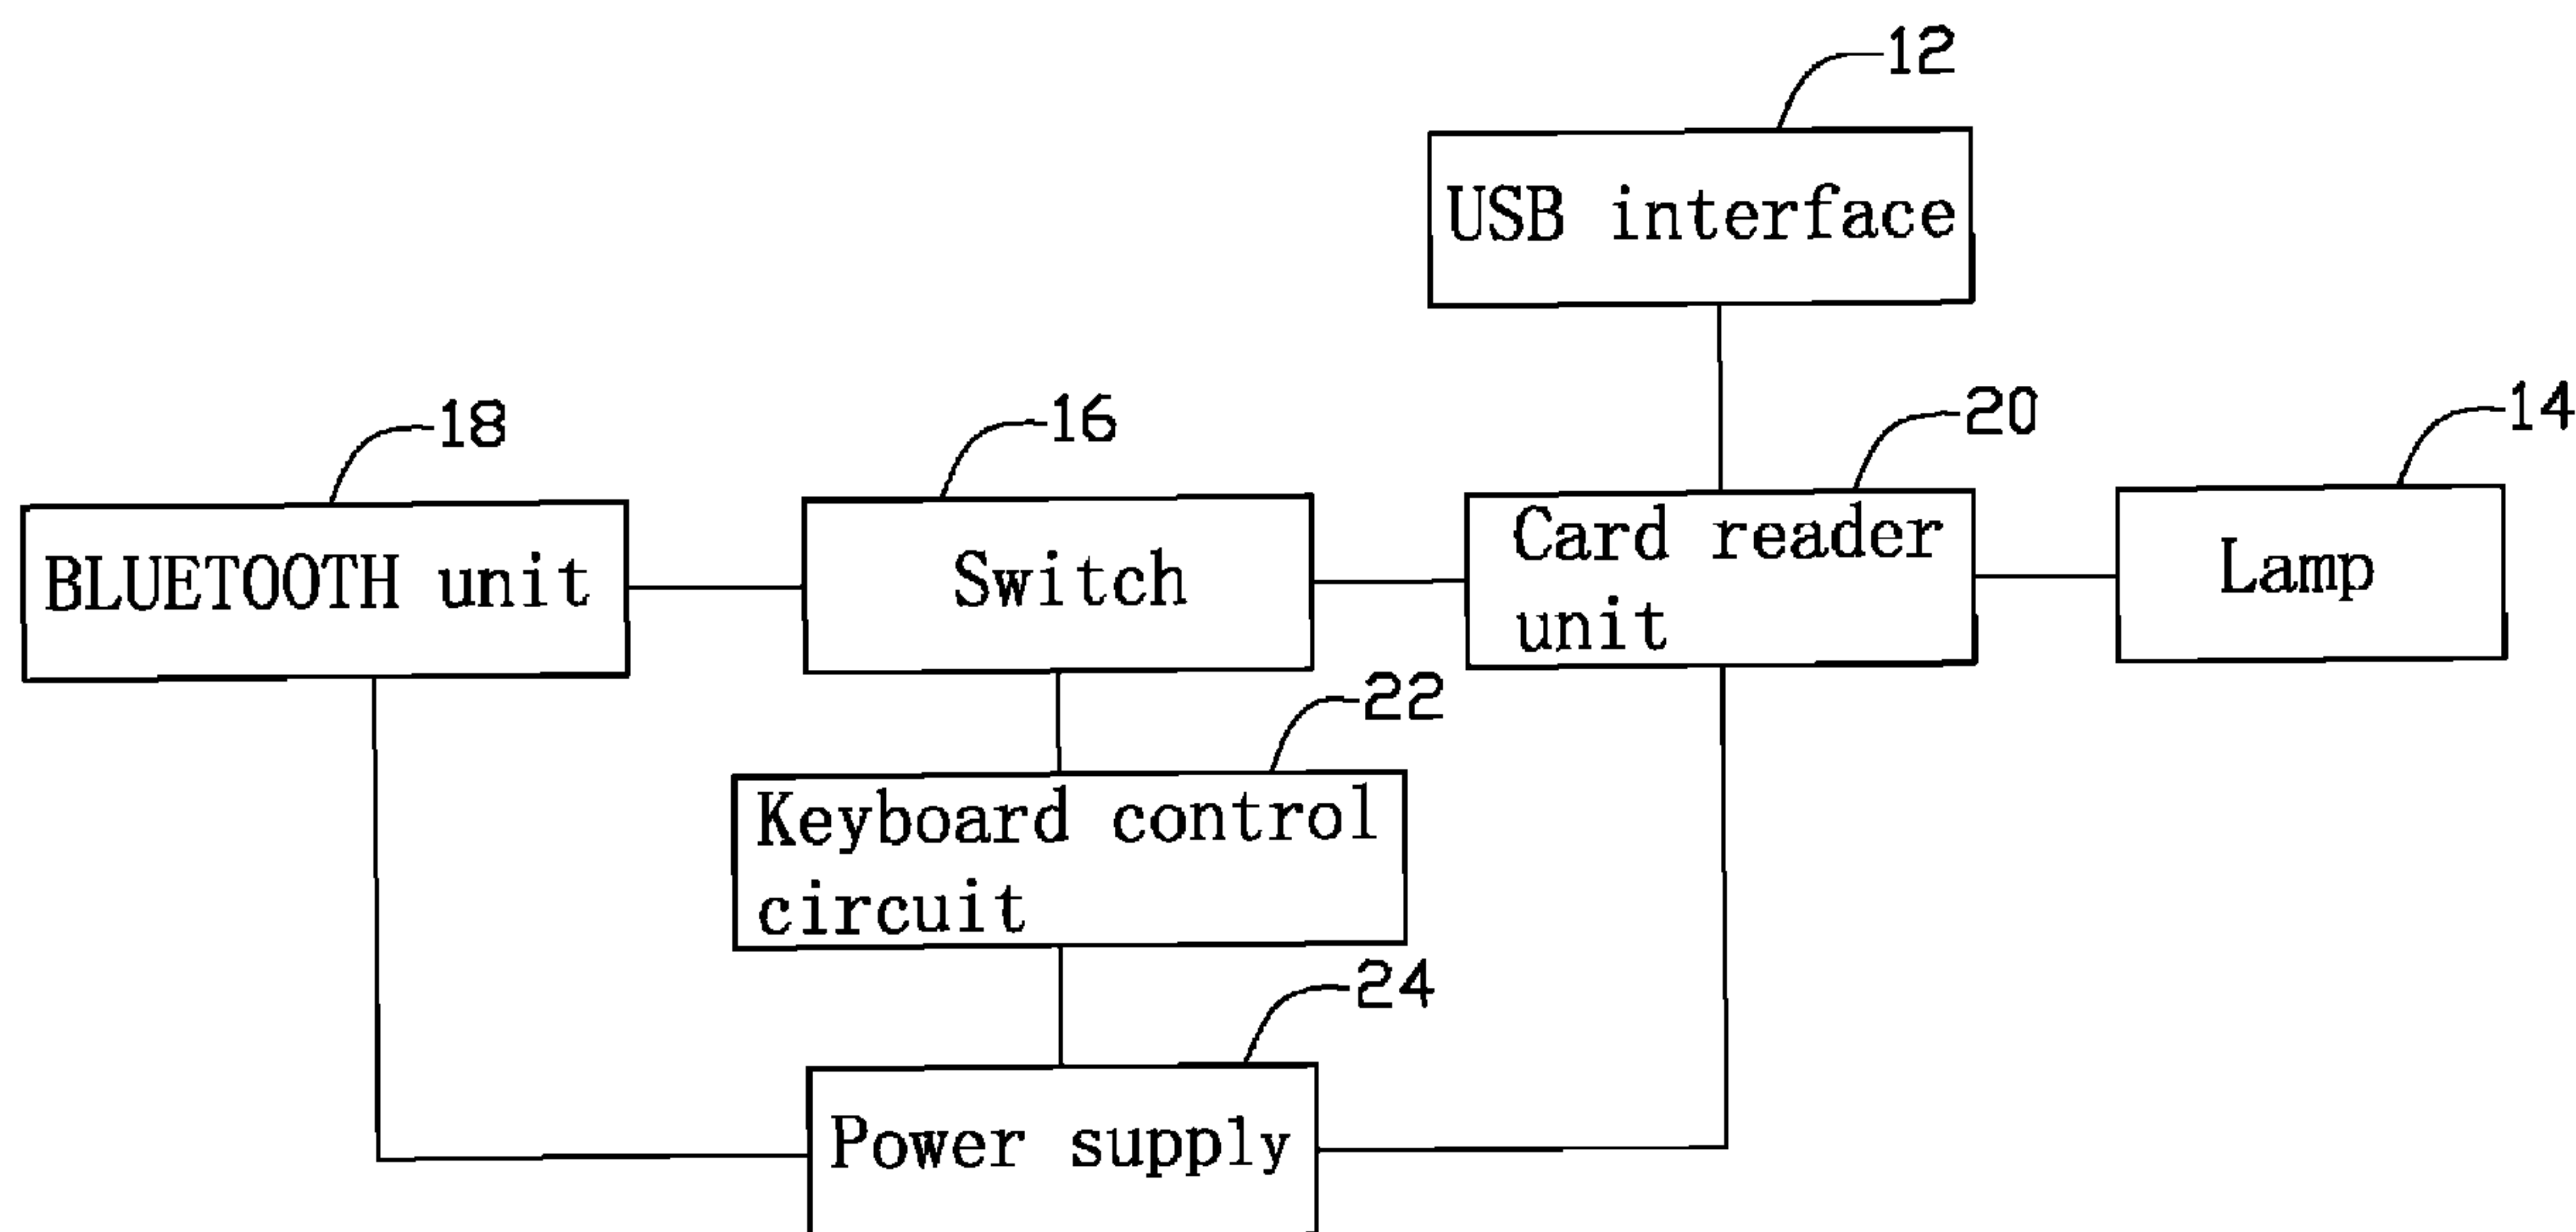 12
USB interface
18
16
20
14
BLUETOOTH unit
Switch
Card reader
unit
Lamp
22
Keyboard control
circuit
24
Power supply